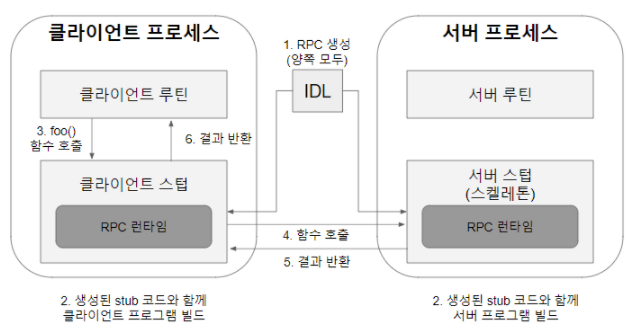 클라이언트 프로세스
서버 프로세스
1. RPC 생성
(양쪽 모두)
IDL
클라이언트 루틴
서버 루틴
3. foo()
함수 호출
6. 결과 반환
클라이언트 스텁
서버 스텁
(스켈레톤)
RPC 런타임
RPC 런타임
4. 함수 호출
5. 결과 반환
2. 생성된 stub 코드와 함께
클라이언트 프로그램 빌드
2. 생성된 stub 코드와 함께
서버 프로그램 빌드